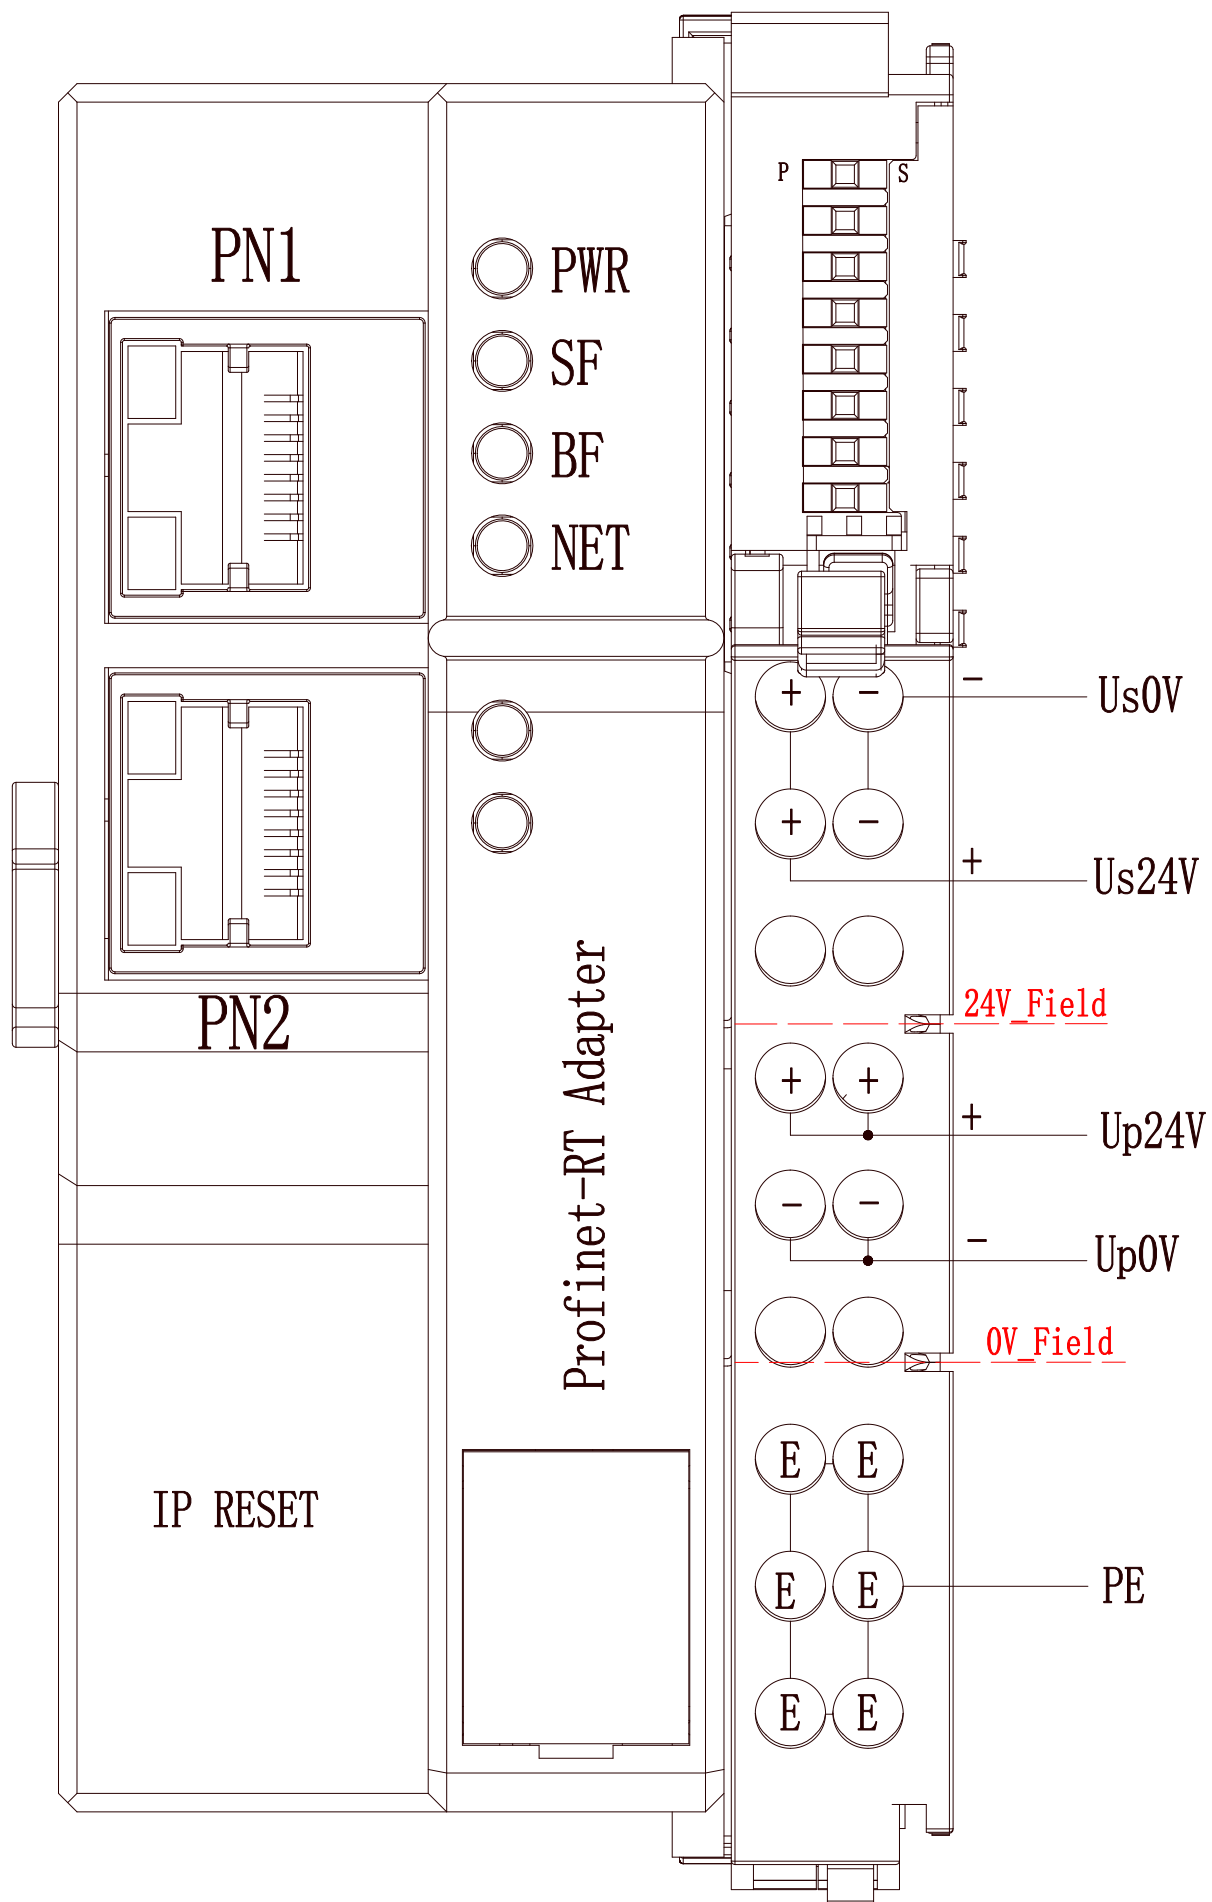 P S
PN1
PWR
SF
BF
NET
+ - - Us0V
+ -
+ Us24V
24V_Field
PN2
+ +
+ Up24V
Profinet-RT Adapter
- -
- Up0V
0V_Field
E E
IP RESET
E E PE
E E